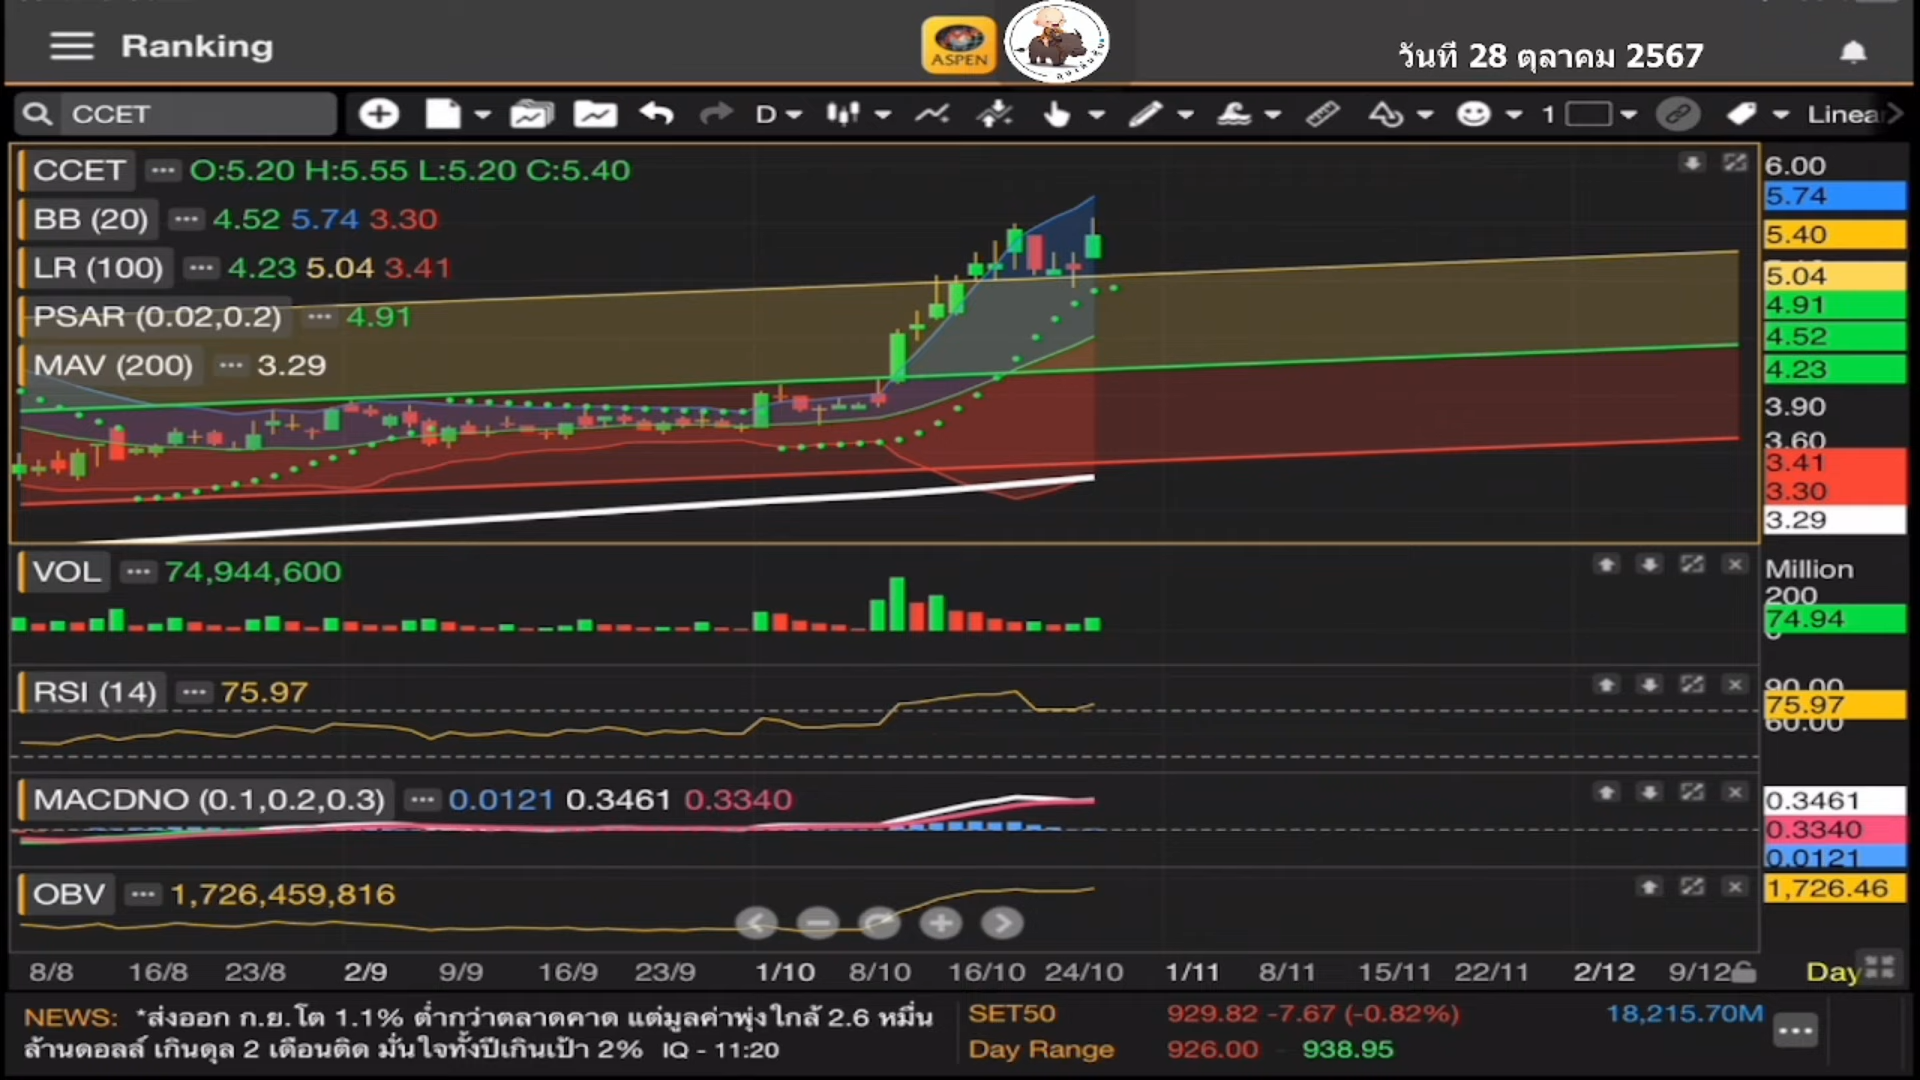 Ranking
ASPEN
วันที่ 28 ตุลาคม 2567
CCET
D
1
Linea
CCET ••• O:5.20 H:5.55 L:5.20 C:5.40
BB (20) ••• 4.52 5.74 3.30
LR (100) ••• 4.23 5.04 3.41
PSAR (0.02,0.2) ••• 4.91
MAV (200) ••• 3.29
6.00
5.74
5.40
5.04
4.91
4.52
4.23
3.90
3.60
3.41
3.30
3.29
VOL ••• 74,944,600
Million
200
74.94
0
RSI (14) ••• 75.97
90.00
75.97
60.00
MACDNO (0.1,0.2,0.3) ••• 0.0121 0.3461 0.3340
0.3461
0.3340
0.0121
OBV ••• 1,726,459,816
1,726.46
8/8 16/8 23/8 2/9 9/9 16/9 23/9 1/10 8/10 16/10 24/10 1/11 8/11 15/11 22/11 2/12 9/12 Day
NEWS: *ส่งออก ก.ย.โต 1.1% ต่ำกว่าตลาดคาด แต่มูลค่าพุ่งใกล้ 2.6 หมื่น
ล้านดอลล์ เกินดุล 2 เดือนติด มั่นใจทั้งปีเกินเป้า 2% IQ - 11:20
SET50 929.82 -7.67 (-0.82%) 18,215.70M
Day Range 926.00 - 938.95